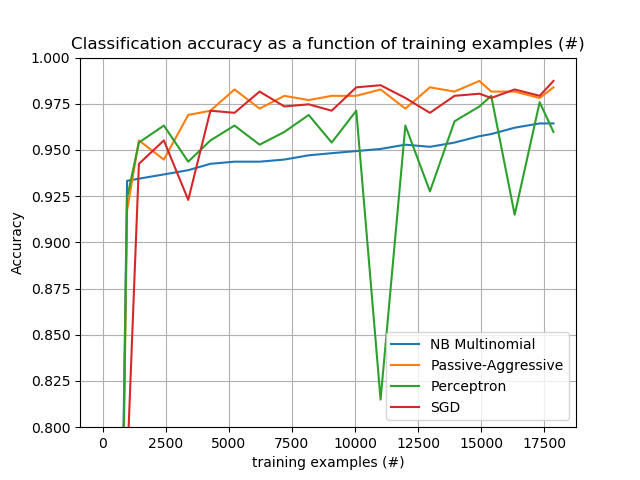 Classification accuracy as a function of training examples (#)
1.000
0.975
0.950
0.925
0.900
0.875
0.850
0.825
0.800
Accuracy
NB Multinomial
Passive-Aggressive
Perceptron
SGD
0 2500 5000 7500 10000 12500 15000 17500
training examples (#)